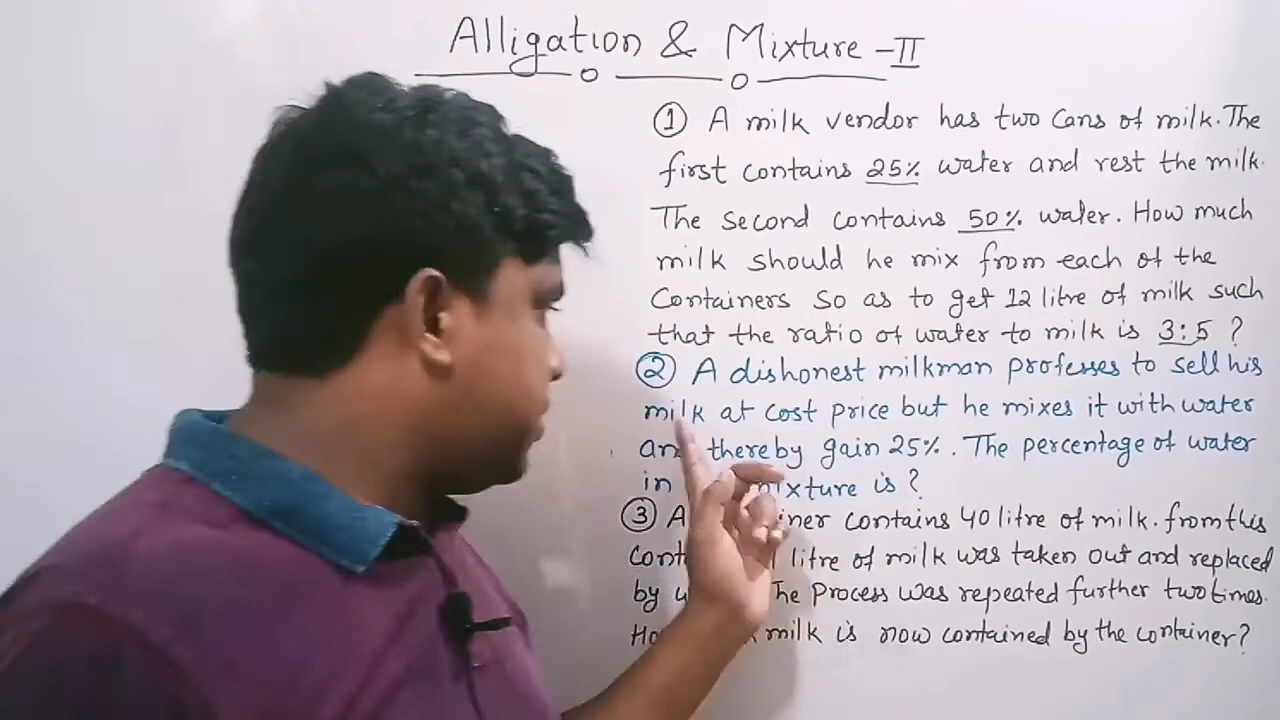 Alligation & Mixture - II
① A milk vendor has two cans of milk. The
first contains 25% water and rest the milk.
The second contains 50% water. How much
milk should he mix from each of the
Containers so as to get 12 litre of milk such
that the ratio of water to milk is 3:5 ?
② A dishonest milkman professes to sell his
milk at cost price but he mixes it with water
and thereby gain 25%. The percentage of water
in mixture is ?
③ A contains 40 litre of milk. from this
litre of milk was taken out and replaced
by The Process was repeated further two times.
milk is now contained by the container?